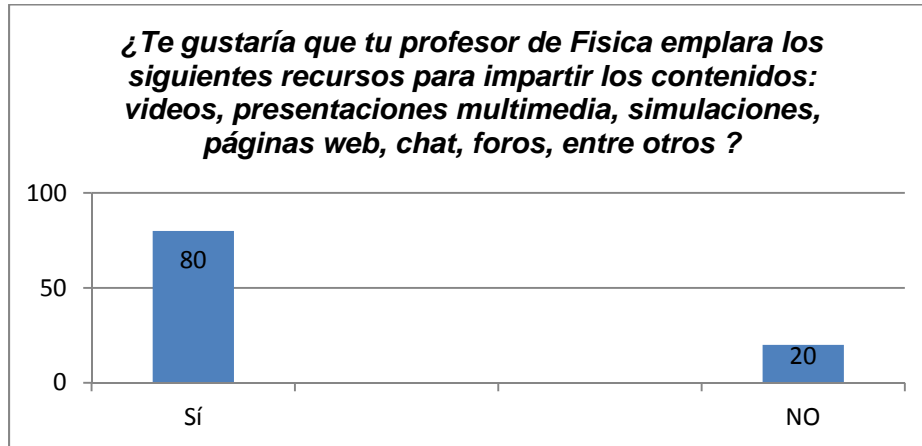 ¿Te gustaría que tu profesor de Fisica emplara los
siguientes recursos para impartir los contenidos:
videos, presentaciones multimedia, simulaciones,
páginas web, chat, foros, entre otros ?
100
80
50
20
0
Sí
NO